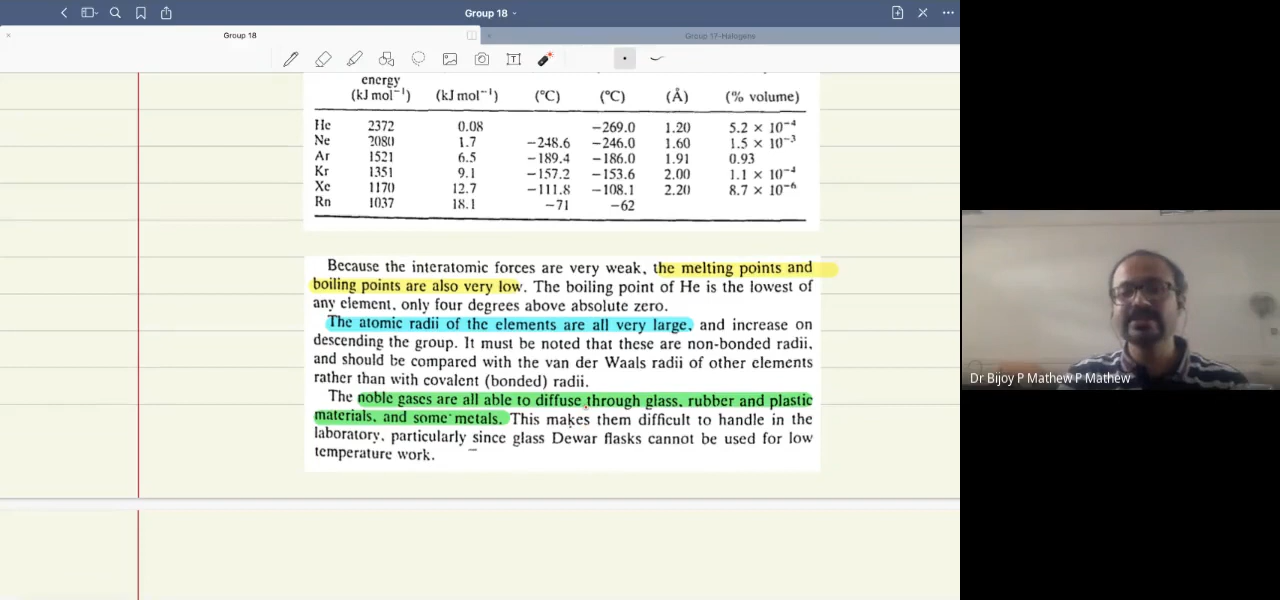 Group 18
Group 18
Group 17-Halogens
energy
(kJ mol⁻¹) (kJ mol⁻¹) (°C) (°C) (Å) (% volume)
He 2372 0.08 −269.0 1.20 5.2 × 10⁻⁴
Ne 2080 1.7 −248.6 −246.0 1.60 1.5 × 10⁻³
Ar 1521 6.5 −189.4 −186.0 1.91 0.93
Kr 1351 9.1 −157.2 −153.6 2.00 1.1 × 10⁻⁴
Xe 1170 12.7 −111.8 −108.1 2.20 8.7 × 10⁻⁶
Rn 1037 18.1 −71 −62
Because the interatomic forces are very weak, the melting points and
boiling points are also very low. The boiling point of He is the lowest of
any element, only four degrees above absolute zero.
The atomic radii of the elements are all very large, and increase on
descending the group. It must be noted that these are non-bonded radii,
and should be compared with the van der Waals radii of other elements
rather than with covalent (bonded) radii.
The noble gases are all able to diffuse through glass, rubber and plastic
materials, and some metals. This makes them difficult to handle in the
laboratory, particularly since glass Dewar flasks cannot be used for low
temperature work.
Dr Bijoy P Mathew P Mathew